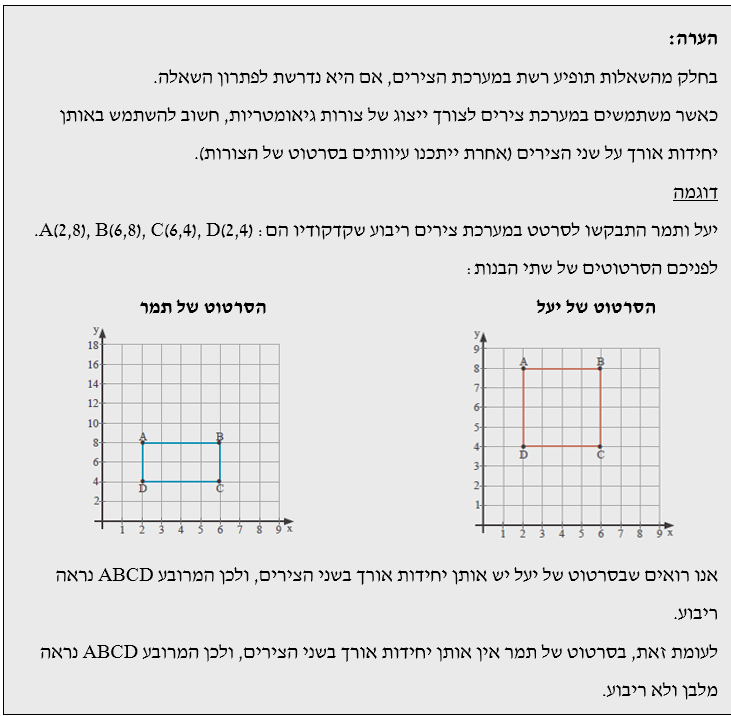 הערה:
בחלק מהשאלות תופיע רשת במערכת הצירים, אם היא נדרשת לפתרון השאלה.
כאשר משתמשים במערכת צירים לצורך ייצוג של צורות גיאומטריות, חשוב להשתמש באותן
יחידות אורך על שני הצירים (אחרת ייתכנו עיוותים בסרטוט של הצורות).
דוגמה
יעל ותמר התבקשו לסרטט במערכת צירים ריבוע שקדקודיו הם: A(2,8), B(6,8), C(6,4), D(2,4).
לפניכם הסרטוטים של שתי הבנות:
הסרטוט של יעל
y
9
8
7
6
5
4
3
2
1
A B
D C
1 2 3 4 5 6 7 8 9 x
הסרטוט של תמר
y
18
16
14
12
10
8
6
4
2
A B
D C
1 2 3 4 5 6 7 8 9 x
אנו רואים שבסרטוט של יעל יש אותן יחידות אורך בשני הצירים, ולכן המרובע ABCD נראה
ריבוע.
לעומת זאת, בסרטוט של תמר אין אותן יחידות אורך בשני הצירים, ולכן המרובע ABCD נראה
מלבן ולא ריבוע.